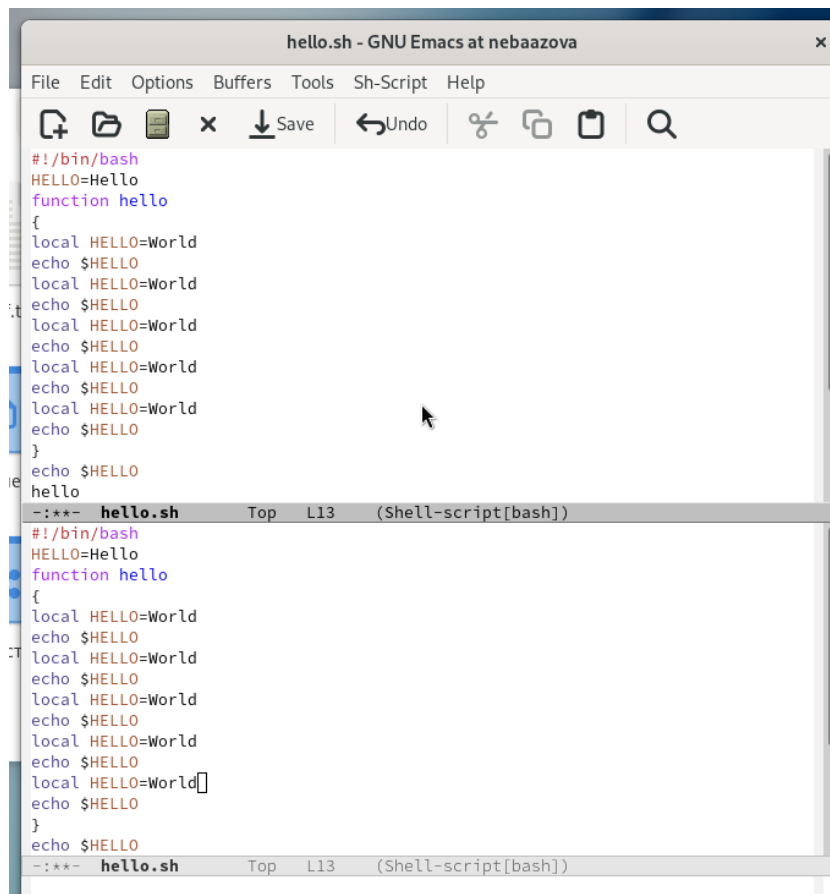 hello.sh - GNU Emacs at nebaazova
File Edit Options Buffers Tools Sh-Script Help
Save Undo
#!/bin/bash
HELLO=Hello
function hello
{
local HELLO=World
echo $HELLO
local HELLO=World
echo $HELLO
local HELLO=World
echo $HELLO
local HELLO=World
echo $HELLO
local HELLO=World
echo $HELLO
}
echo $HELLO
hello
-:**- hello.sh Top L13 (Shell-script[bash])
#!/bin/bash
HELLO=Hello
function hello
{
local HELLO=World
echo $HELLO
local HELLO=World
echo $HELLO
local HELLO=World
echo $HELLO
local HELLO=World
echo $HELLO
local HELLO=World
echo $HELLO
}
echo $HELLO
-:**- hello.sh Top L13 (Shell-script[bash])